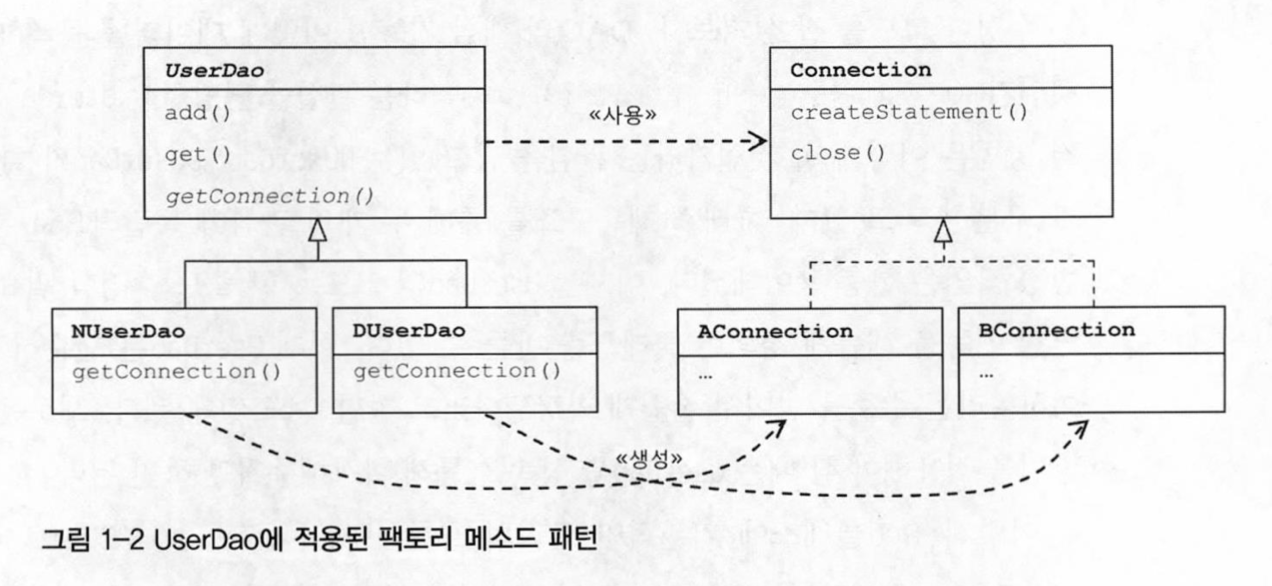 UserDao
add()
get()
getConnection()
«사용»
Connection
createStatement()
close()
NUserDao
getConnection()
DUserDao
getConnection()
AConnection
...
BConnection
...
«생성»
그림 1-2 UserDao에 적용된 팩토리 메소드 패턴